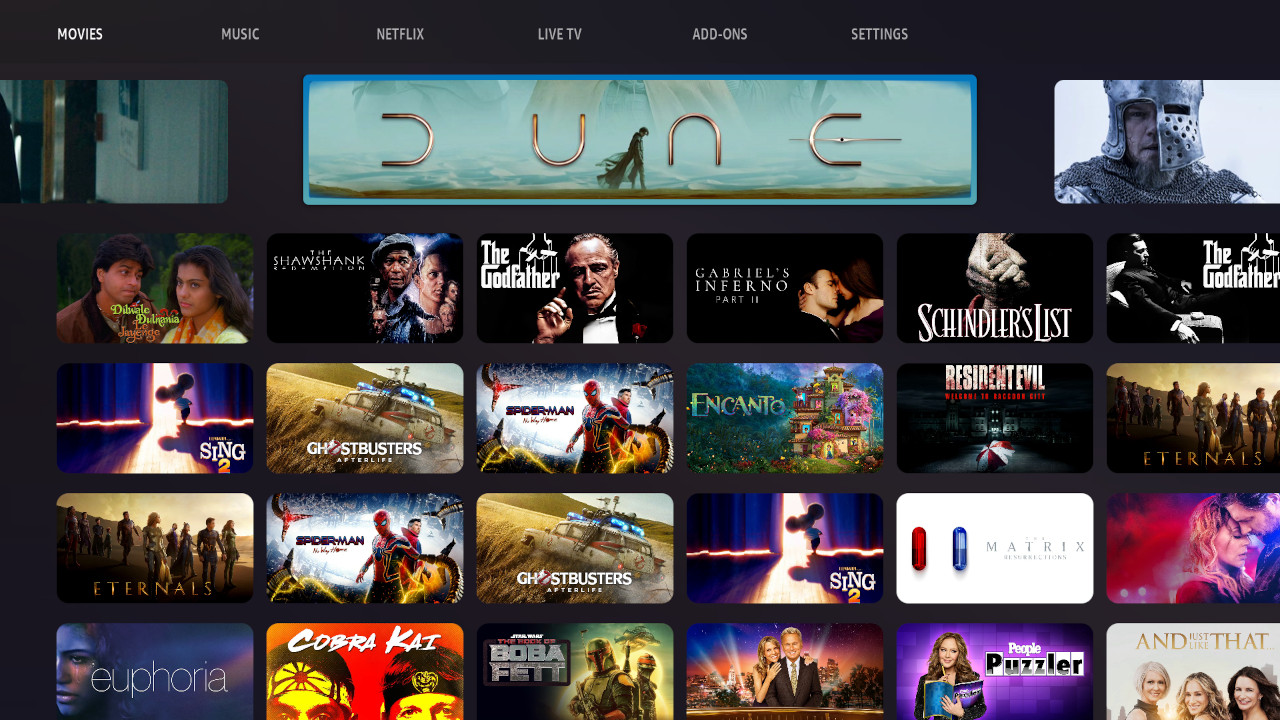 MOVIES
MUSIC
NETFLIX
LIVE TV
ADD-ONS
SETTINGS
DUNE
Dilwale
Dulhania
Le
Jayenge
THE
SHAWSHANK
REDEMPTION
The
Godfather
GABRIEL'S
INFERNO
PART II
SCHINDLER'S LIST
The
Godfather
SING
2
GHOSTBUSTERS
AFTERLIFE
SPIDER-MAN
No Way Home
ENCANTO
RESIDENT EVIL
WELCOME TO RACCOON CITY
ETERNALS
ETERNALS
SPIDER-MAN
No Way Home
GHOSTBUSTERS
AFTERLIFE
SING
2
THE
MATRIX
RESURRECTIONS
euphoria
COBRA KAI
STAR WARS
THE BOOK OF
BOBA
FETT
People
Puzzler
AND JUST LIKE THAT...